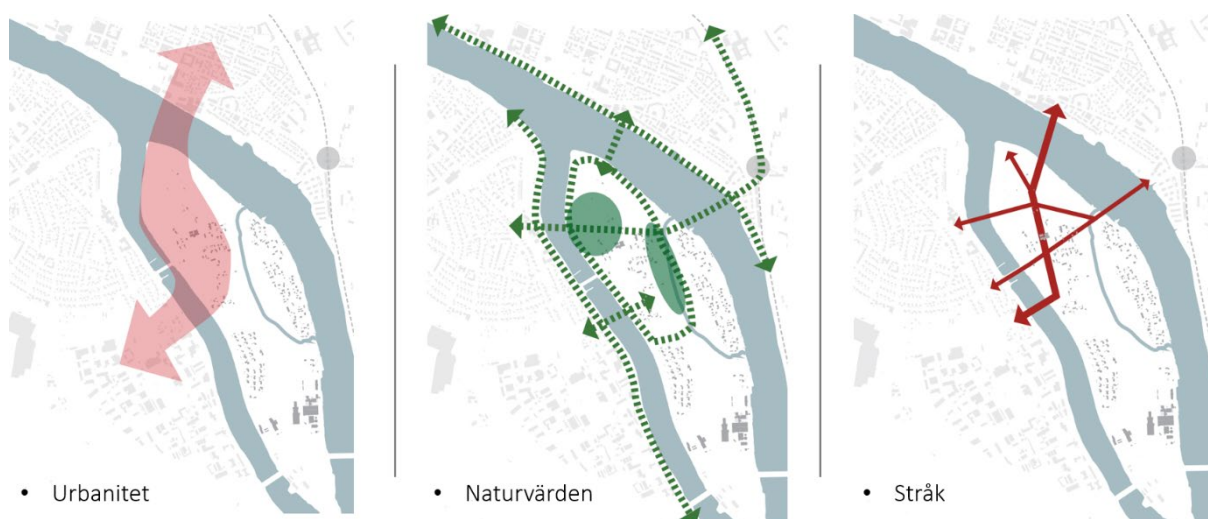 • Urbanitet
• Naturvärden
• Stråk